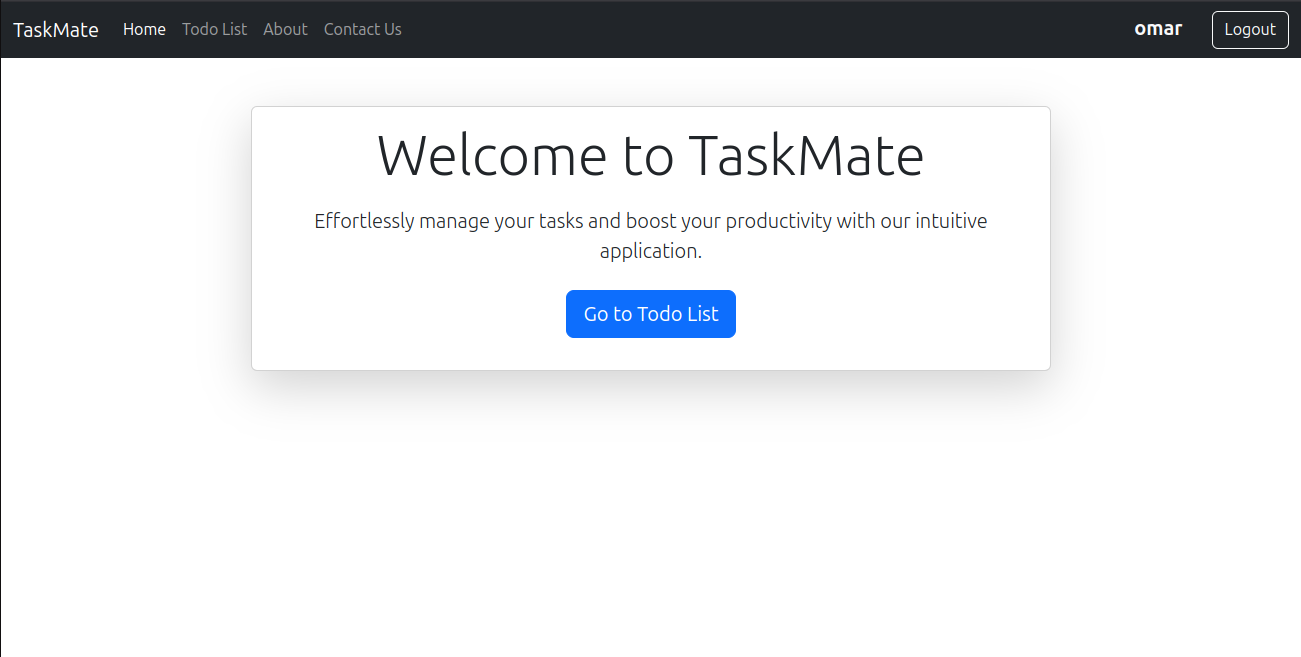 TaskMate Home Todo List About Contact Us omar Logout
Welcome to TaskMate
Effortlessly manage your tasks and boost your productivity with our intuitive
application.
Go to Todo List